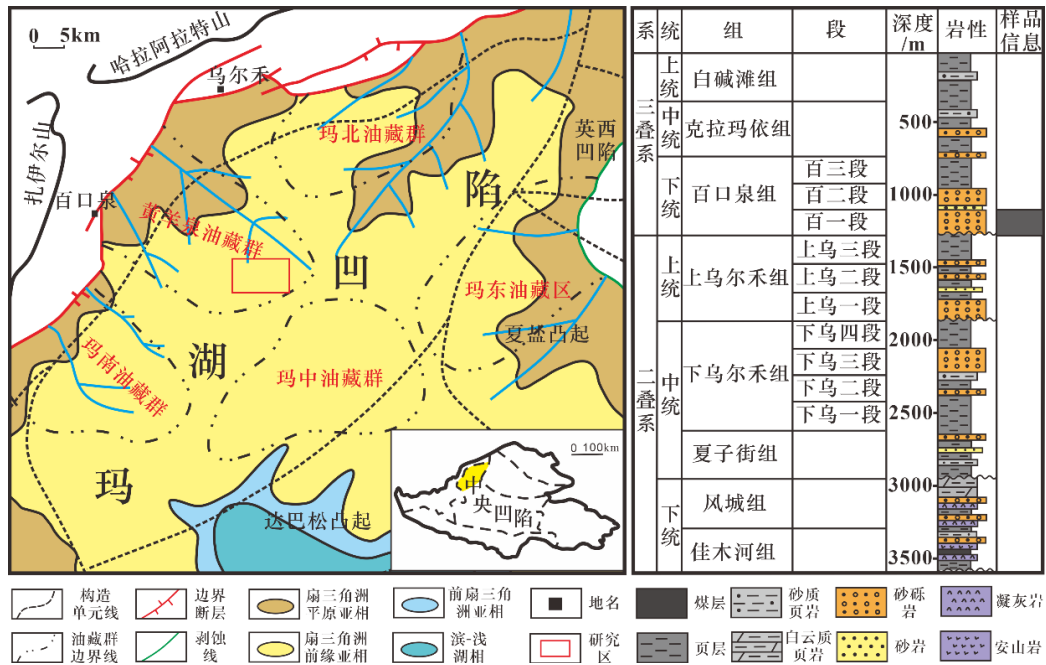 0 5km
哈拉阿拉特山
乌尔禾
扎伊尔山
百口泉
玛北油藏群
英西
凹陷
陷
黄羊泉油藏群
凹
玛东油藏区
夏盐凸起
湖
玛南油藏群
玛中油藏群
玛
达巴松凸起
0 100km
中
央
凹陷
系
统
组
段
深度
/m
岩性
样品
信息
三叠系
上统
白碱滩组
中统
克拉玛依组
500
下统
百口泉组
百三段
百二段
百一段
1000
二叠系
上统
上乌尔禾组
上乌三段
上乌二段
上乌一段
1500
中统
下乌尔禾组
下乌四段
下乌三段
下乌二段
下乌一段
2000
2500
夏子街组
下统
风城组
3000
佳木河组
3500
构造
单元线
边界
断层
扇三角洲
平原亚相
前扇三角
洲亚相
地名
煤层
砂质
页岩
砂砾
岩
凝灰岩
油藏群
边界线
剥蚀
线
扇三角洲
前缘亚相
滨-浅
湖相
研究
区
页层
白云质
页岩
砂岩
安山岩